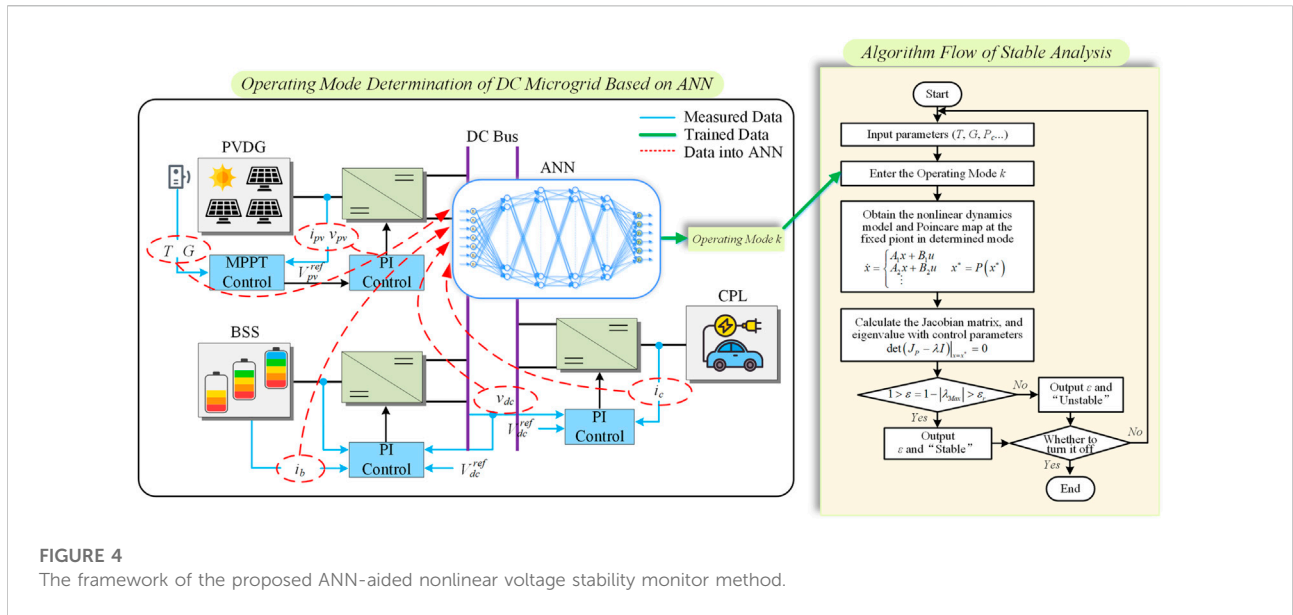 Operating Mode Determination of DC Microgrid Based on ANN
Measured Data
Trained Data
Data into ANN
DC Bus
PVDG
ANN
T G
i_pv v_pv
MPPT
Control
V_pv^ref
PI
Control
Operating Mode k
BSS
CPL
v_dc
i_c
PI
Control
V_dc^ref
i_b
PI
Control
V_dc^ref
Algorithm Flow of Stable Analysis
Start
Input parameters (T, G, P_c...)
Enter the Operating Mode k
Obtain the nonlinear dynamics
model and Poincare map at the
fixed piont in determined mode
ẋ = { A_1x + B_1u
A_2x + B_2u x* = P(x*)
⋮
Calculate the Jacobian matrix, and
eigenvalue with control parameters
det(J_P − λI)|_x=x* = 0
1 > ε = 1 − |λ_Max| > ε_r
No
Output ε and
"Unstable"
Yes
Output
ε and "Stable"
Whether to
turn it off
No
Yes
End
FIGURE 4
The framework of the proposed ANN-aided nonlinear voltage stability monitor method.